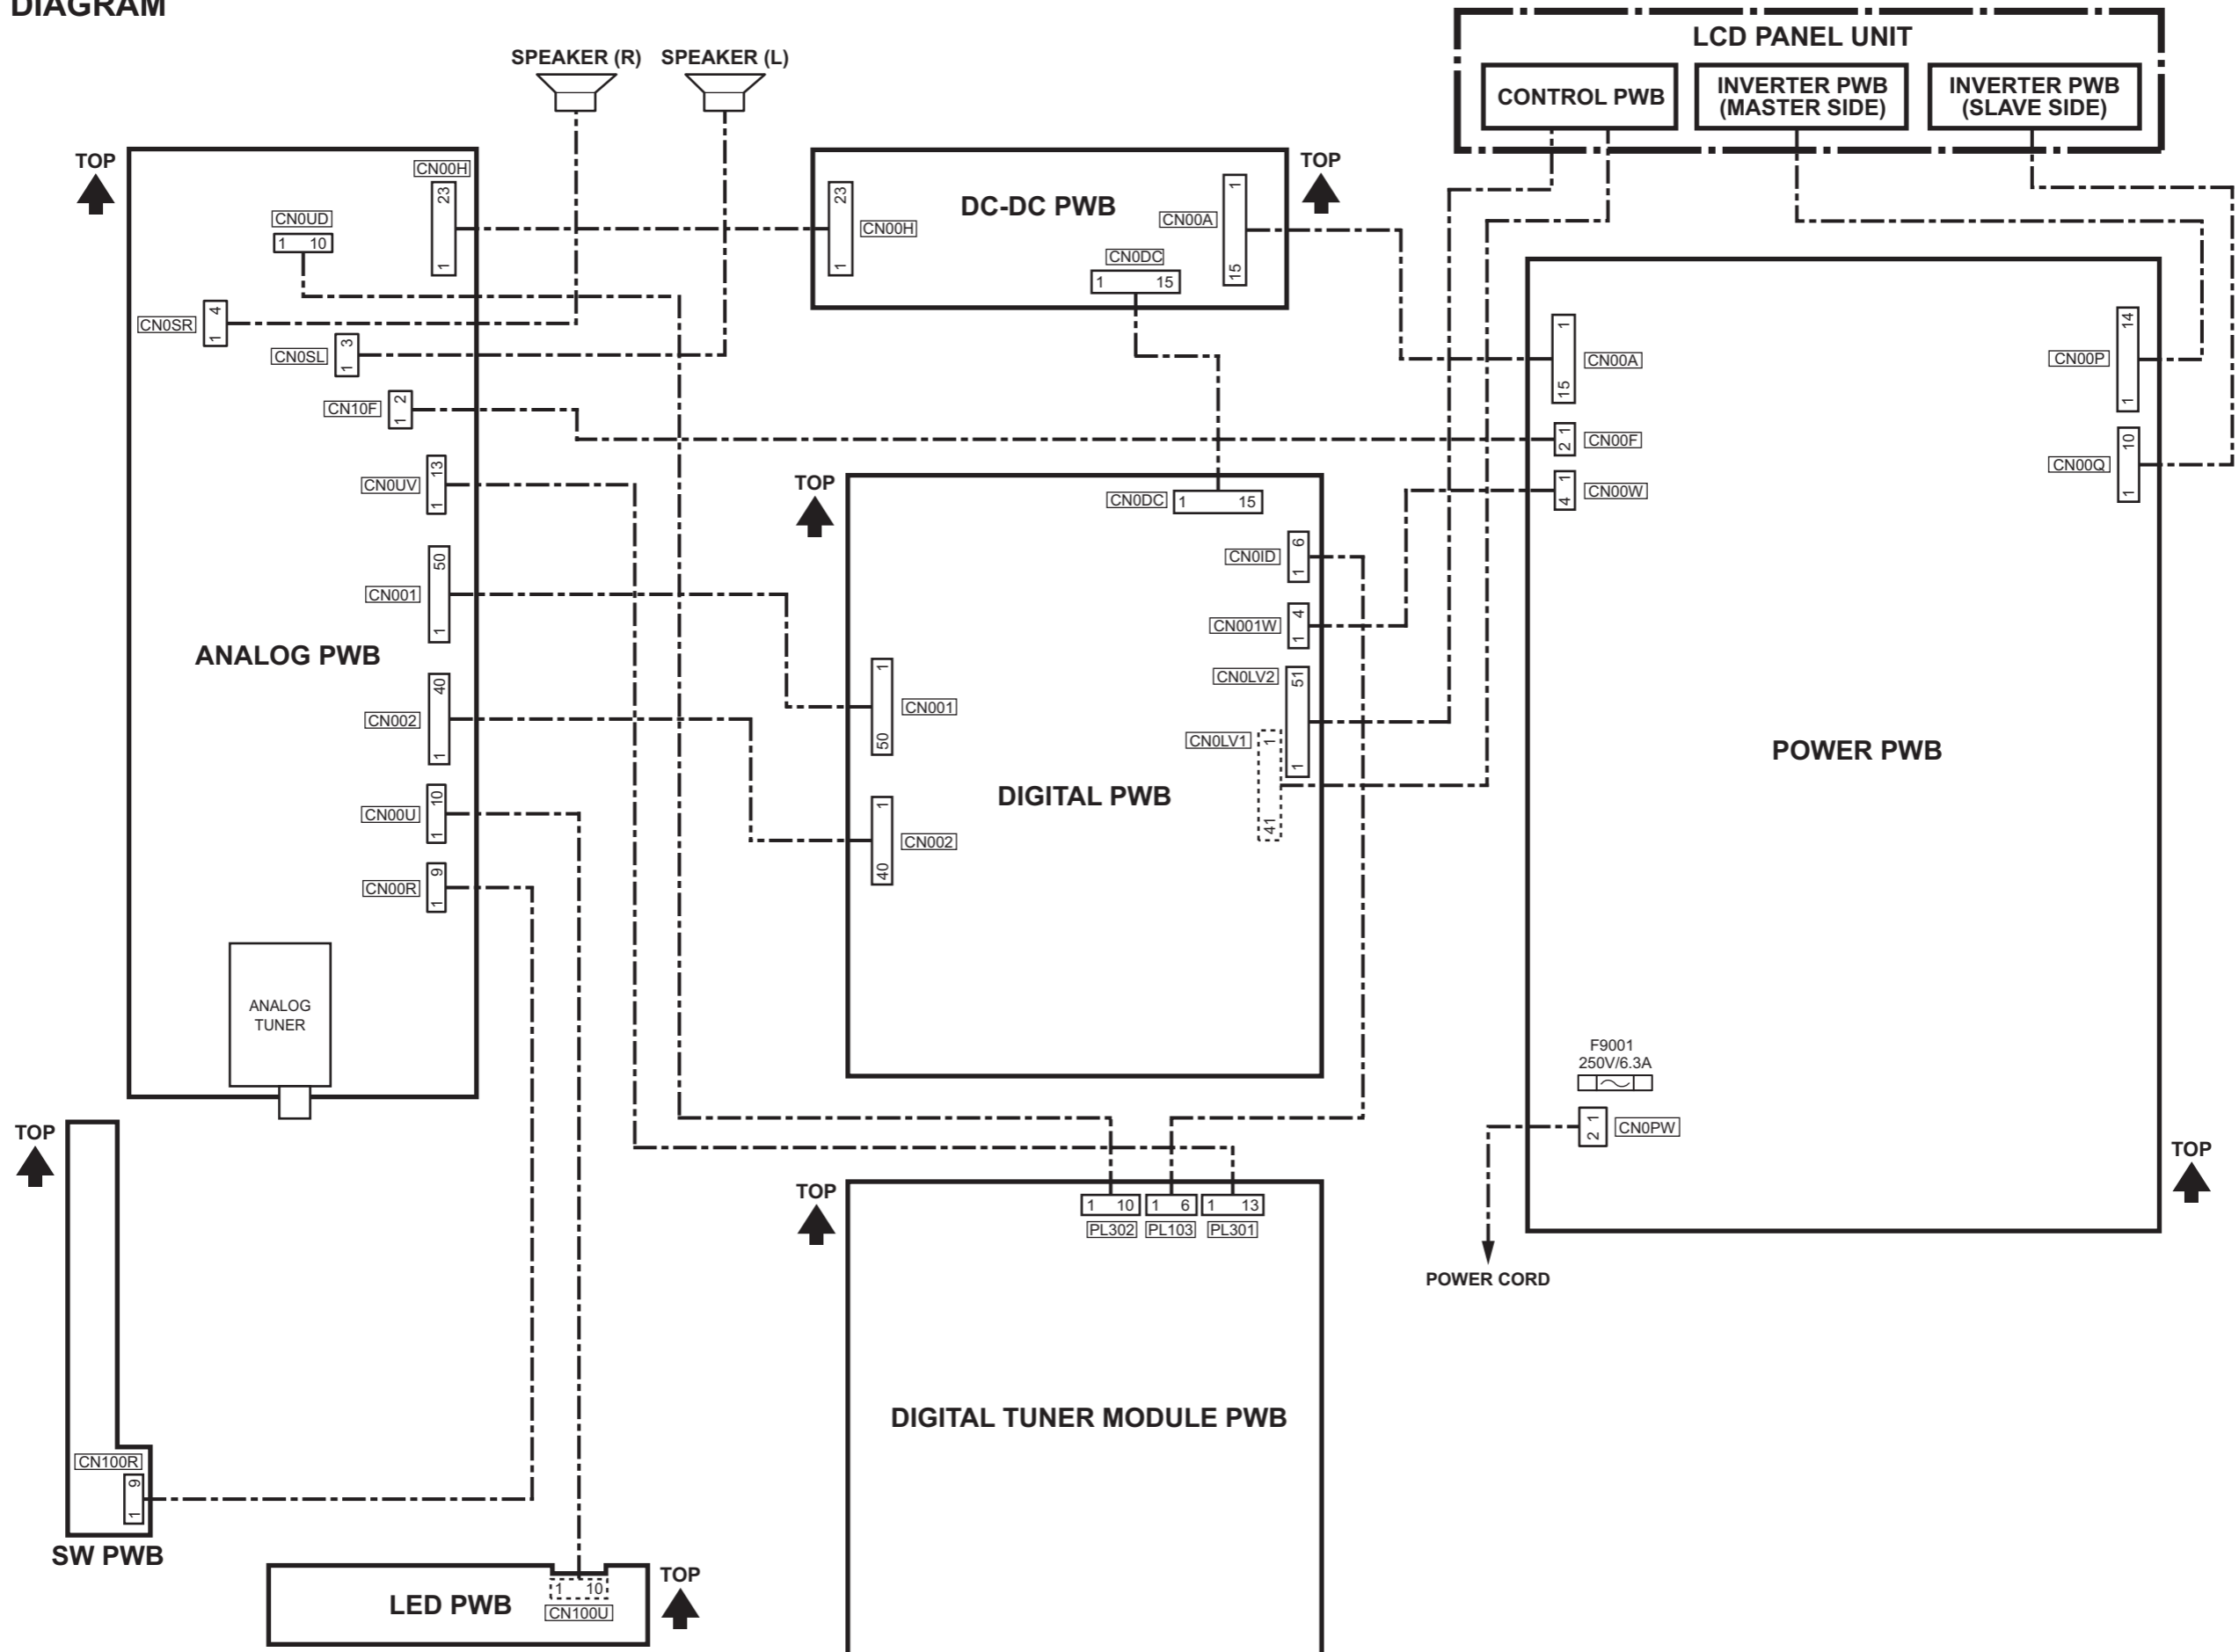 DIAGRAM
SPEAKER (R) SPEAKER (L)
LCD PANEL UNIT
CONTROL PWB
INVERTER PWB
(MASTER SIDE)
INVERTER PWB
(SLAVE SIDE)
TOP
CN00H
23
1
CN0UD
1 10
CN0SR
4
1
CN0SL
3
1
CN10F
2
1
CN0UV
13
1
CN001
50
1
ANALOG PWB
CN002
40
1
CN00U
10
1
CN00R
9
1
ANALOG
TUNER
DC-DC PWB
TOP
23
1
CN00H
CN00A
1
15
CN0DC
1 15
TOP
CN0DC
1 15
CN0ID
6
1
CN001W
4
1
CN0LV2
51
1
CN0LV1
1
41
1
50
CN001
DIGITAL PWB
1
40
CN002
1
15
CN00A
1
2
CN00F
1
4
CN00W
14
1
CN00P
10
1
CN00Q
POWER PWB
F9001
250V/6.3A
1
2
CN0PW
TOP
POWER CORD
TOP
1 10
1 6
1 13
PL302
PL103
PL301
DIGITAL TUNER MODULE PWB
TOP
CN100R
9
1
SW PWB
LED PWB
1 10
CN100U
TOP